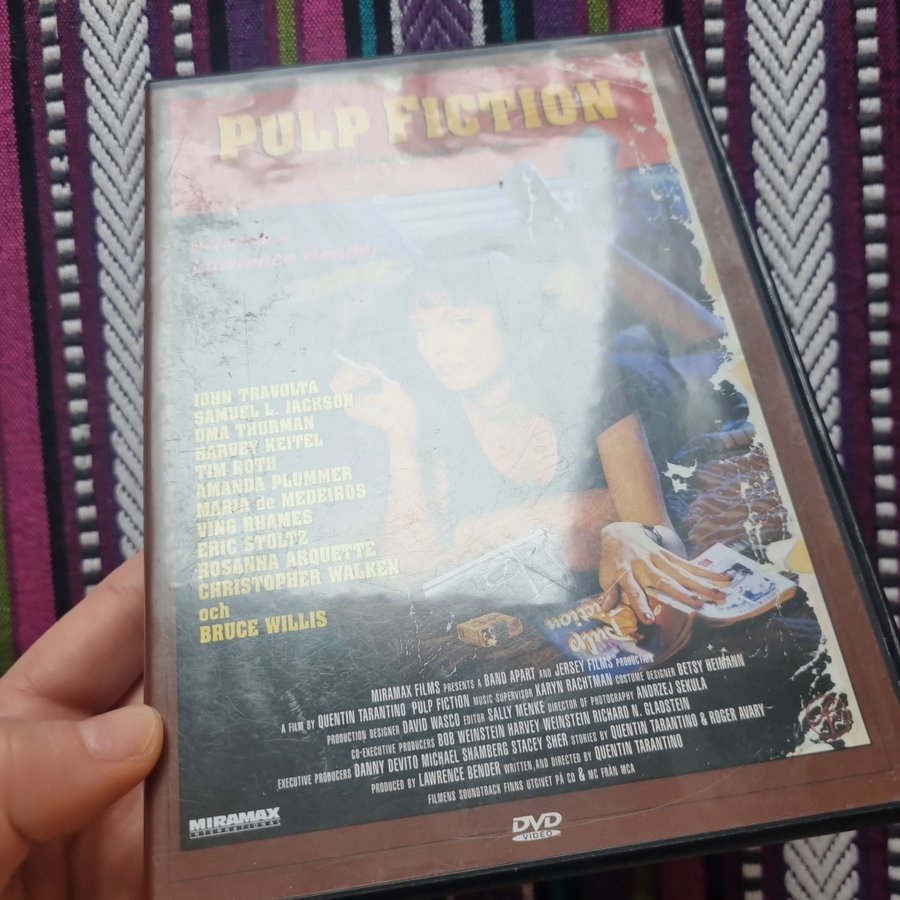 PULP FICTION
Lawrence Bender
JOHN TRAVOLTA
SAMUEL L. JACKSON
UMA THURMAN
HARVEY KEITEL
TIM ROTH
AMANDA PLUMMER
MARIA de MEDEIROS
VING RHAMES
ERIC STOLTZ
ROSANNA ARQUETTE
CHRISTOPHER WALKEN
och
BRUCE WILLIS
pulp
fiction
MIRAMAX FILMS PRESENTS A BAND APART AND JERSEY FILMS PRODUCTION
A FILM BY QUENTIN TARANTINO PULP FICTION MUSIC SUPERVISOR KARYN RACHTMAN COSTUME DESIGNER BETSY HEIMANN
PRODUCTION DESIGNER DAVID WASCO EDITOR SALLY MENKE DIRECTOR OF PHOTOGRAPHY ANDRZEJ SEKULA
CO-EXECUTIVE PRODUCERS BOB WEINSTEIN HARVEY WEINSTEIN RICHARD N. GLADSTEIN
EXECUTIVE PRODUCERS DANNY DEVITO MICHAEL SHAMBERG STACEY SHER STORIES BY QUENTIN TARANTINO & ROGER AVARY
PRODUCED BY LAWRENCE BENDER WRITTEN AND DIRECTED BY QUENTIN TARANTINO
FILMENS SOUNDTRACK FINNS UTGIVET PÅ CD & MC FRÅN MCA
MIRAMAX
INTERNATIONAL
DVD
VIDEO